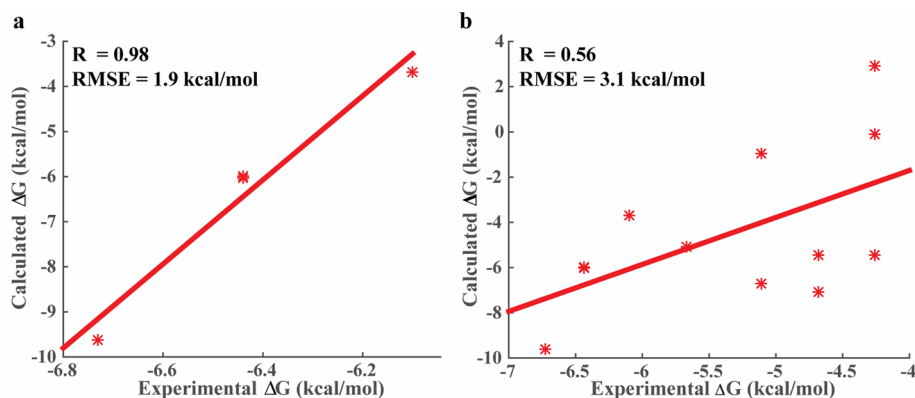 a
R = 0.98
RMSE = 1.9 kcal/mol
Calculated ΔG (kcal/mol)
-3
-4
-5
-6
-7
-8
-9
-10
-6.8
-6.6
-6.4
-6.2
Experimental ΔG (kcal/mol)
b
R = 0.56
RMSE = 3.1 kcal/mol
Calculated ΔG (kcal/mol)
4
2
0
-2
-4
-6
-8
-10
-7
-6.5
-6
-5.5
-5
-4.5
-4
Experimental ΔG (kcal/mol)